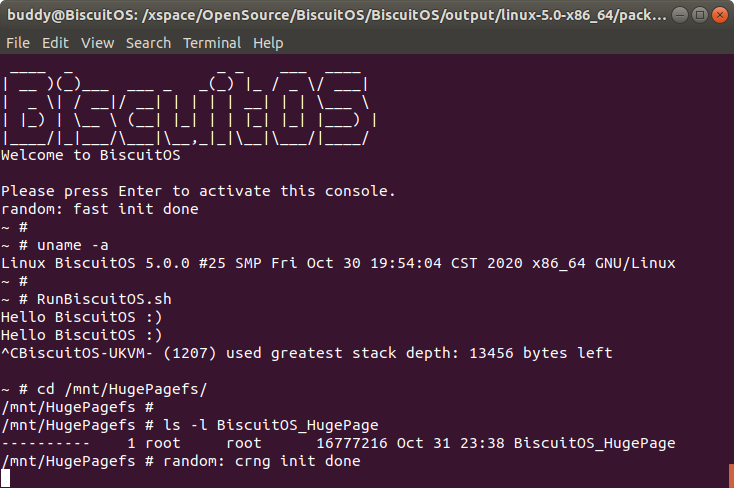 buddy@BiscuitOS: /xspace/OpenSource/BiscuitOS/BiscuitOS/output/linux-5.0-x86_64/pack...
File Edit View Search Terminal Help
BiscuitOS
Welcome to BiscuitOS
Please press Enter to activate this console.
random: fast init done
~ #
~ # uname -a
Linux BiscuitOS 5.0.0 #25 SMP Fri Oct 30 19:54:04 CST 2020 x86_64 GNU/Linux
~ #
~ # RunBiscuitOS.sh
Hello BiscuitOS :)
Hello BiscuitOS :)
^CBiscuitOS-UKVM- (1207) used greatest stack depth: 13456 bytes left
~ # cd /mnt/HugePagefs/
/mnt/HugePagefs #
/mnt/HugePagefs # ls -l BiscuitOS_HugePage
---------- 1 root root 16777216 Oct 31 23:38 BiscuitOS_HugePage
/mnt/HugePagefs # random: crng init done